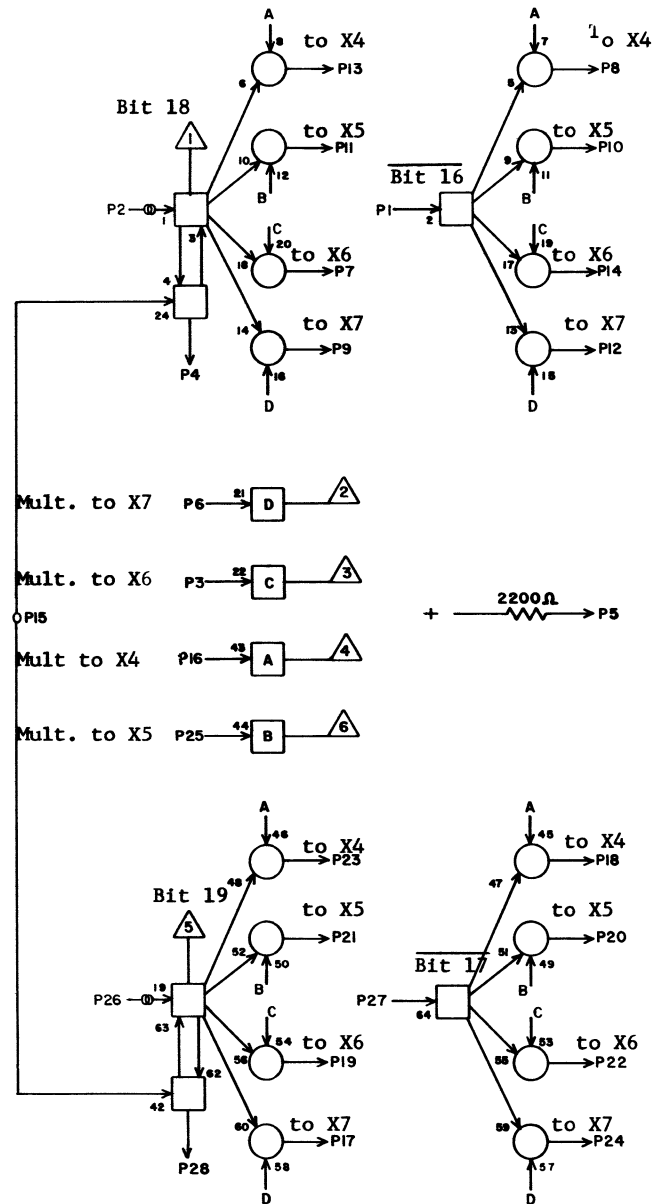 A A
8 to X4 7 To X4
6 P13 5 P8
Bit 18
1 to X5 to X5
10 P11 9 P10
12 Bit 16 11
P2 B P1 B
1 3 C 2 C
20 to X6 19 to X6
4 18 P7 17 P14
24 14 to X7 13 to X7
P9 P12
P4 16 15
D D
Mult. to X7 P6 21 D 2
Mult. to X6 P3 22 C 3
P15 + 2200Ω P5
Mult to X4 P16 43 A 4
Mult. to X5 P25 44 B 6
A A
46 to X4 45 to X4
48 P23 47 P18
Bit 19
5 to X5 to X5
52 P21 51 P20
50 Bit 17 49
P26 19 B P27 B
63 C 64 C
54 to X6 53 to X6
62 56 P19 55 P22
42 60 to X7 59 to X7
P17 P24
P28 58 57
D D